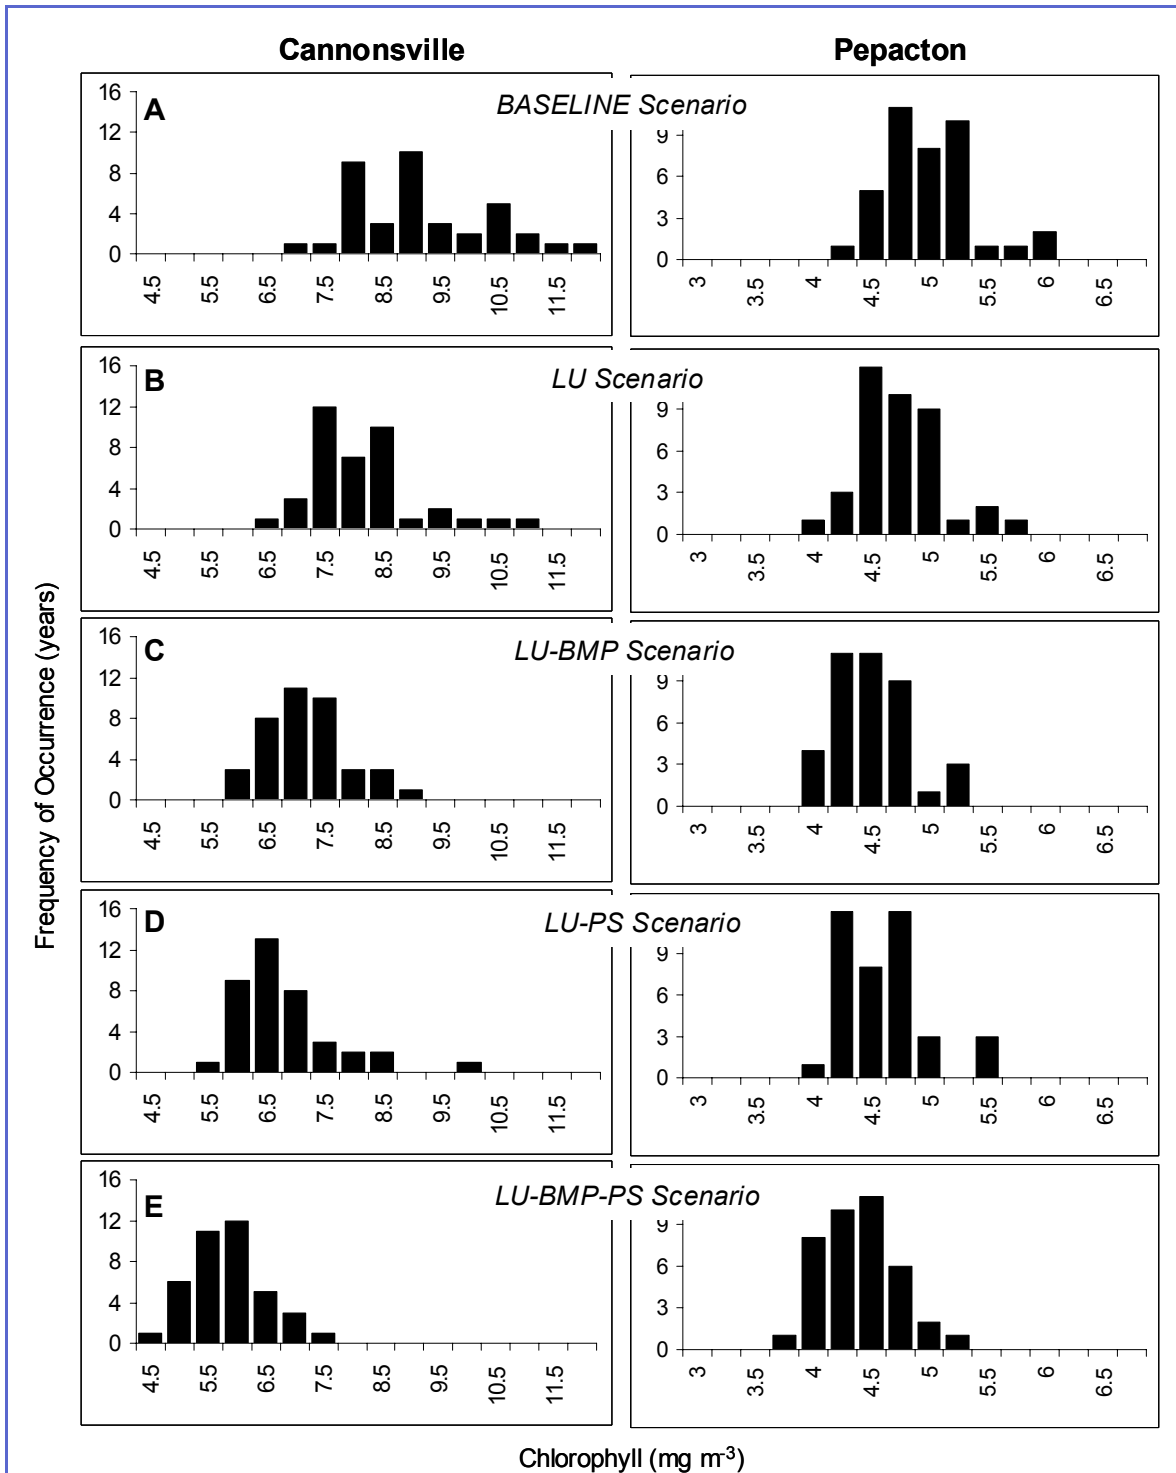 Cannonsville
Pepacton
BASELINE Scenario
A
16
12
8
4
0
4.5 5.5 6.5 7.5 8.5 9.5 10.5 11.5
9
6
3
0
3 3.5 4 4.5 5 5.5 6 6.5
LU Scenario
B
16
12
8
4
0
4.5 5.5 6.5 7.5 8.5 9.5 10.5 11.5
9
6
3
0
3 3.5 4 4.5 5 5.5 6 6.5
LU-BMP Scenario
C
16
12
8
4
0
4.5 5.5 6.5 7.5 8.5 9.5 10.5 11.5
9
6
3
0
3 3.5 4 4.5 5 5.5 6 6.5
LU-PS Scenario
D
16
12
8
4
0
4.5 5.5 6.5 7.5 8.5 9.5 10.5 11.5
9
6
3
0
3 3.5 4 4.5 5 5.5 6 6.5
LU-BMP-PS Scenario
E
16
12
8
4
0
4.5 5.5 6.5 7.5 8.5 9.5 10.5 11.5
9
6
3
0
3 3.5 4 4.5 5 5.5 6 6.5
Frequency of Occurrence (years)
Chlorophyll (mg m⁻³)